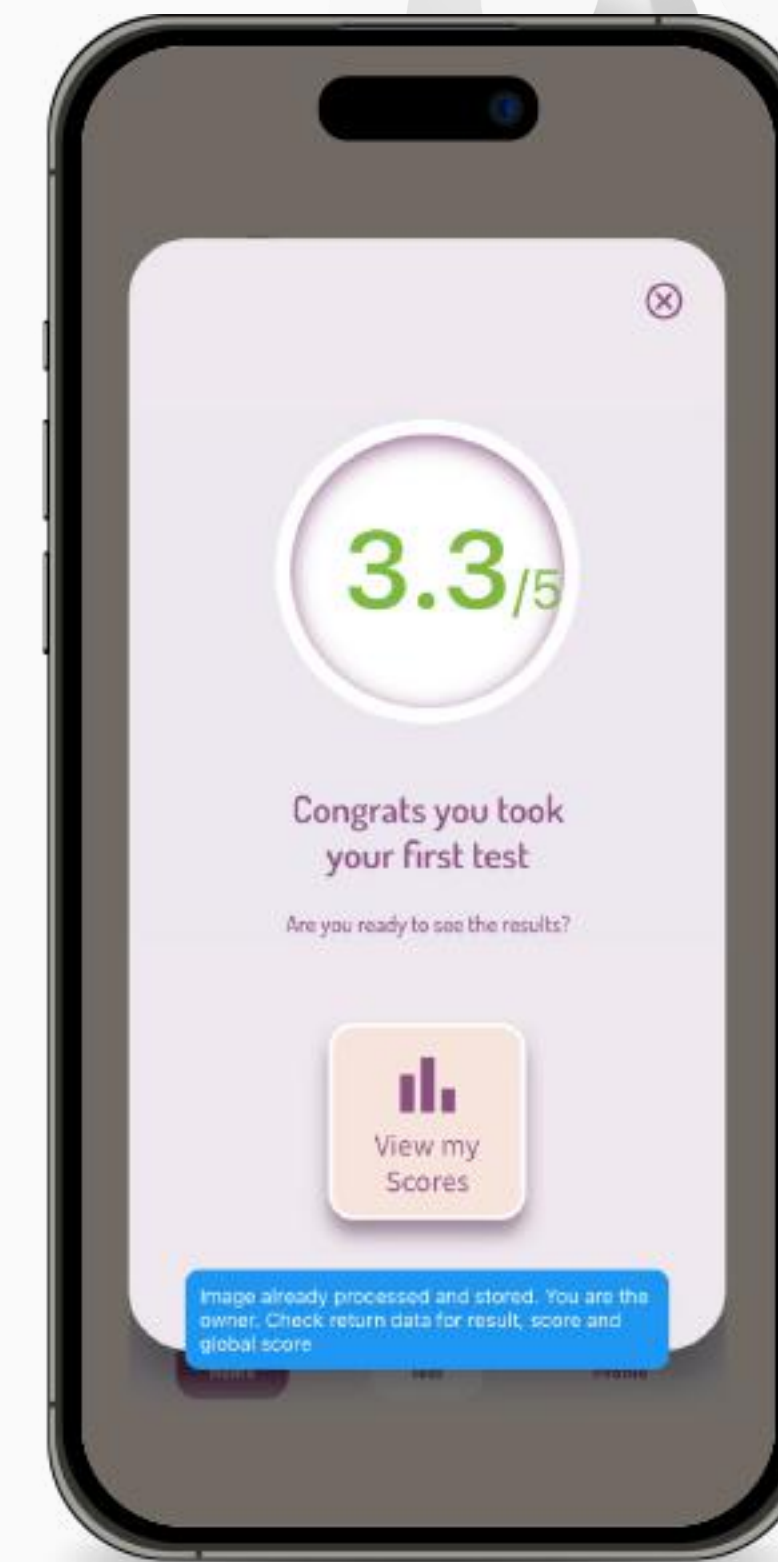 3.3/5
Congrats you took
your first test
Are you ready to see the results?
View my
Scores
Image already processed and stored. You are the
owner. Check return data for result, score and
global score